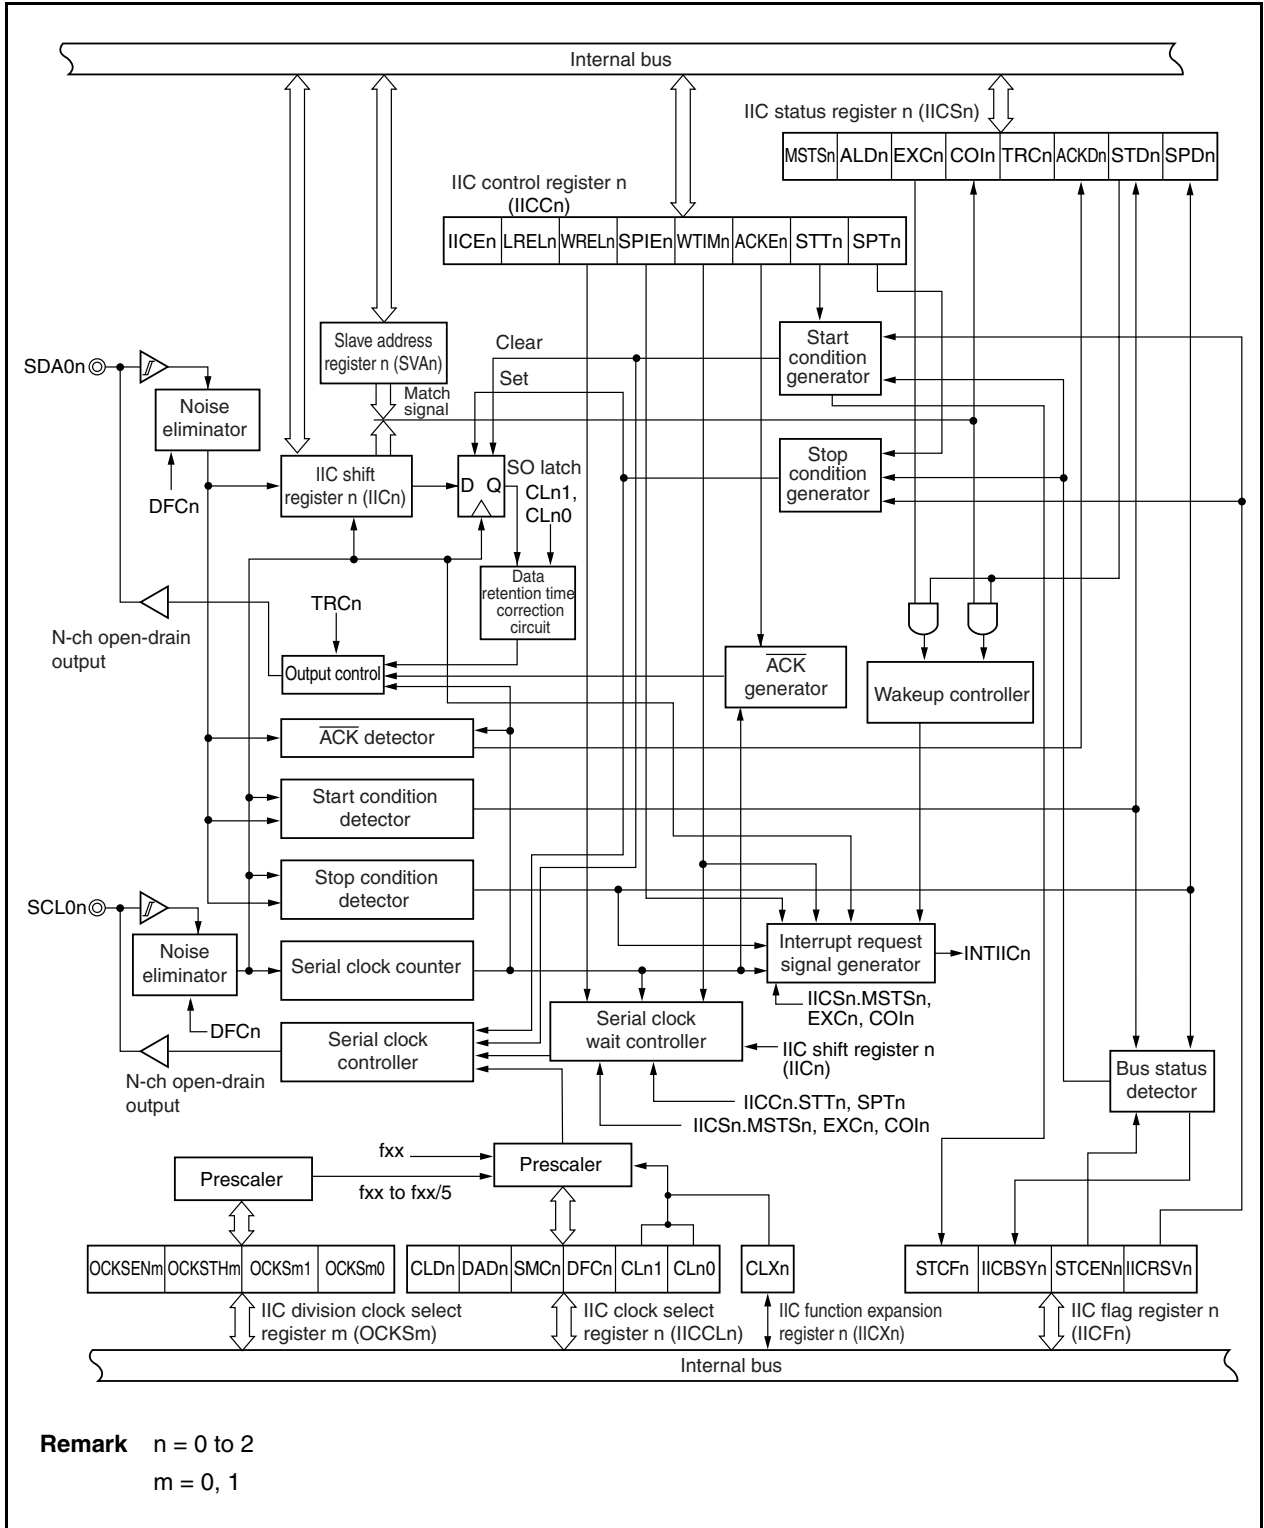 Internal bus
IIC status register n (IICSn)
MSTSn ALDn EXCn COIn TRCn ACKDn STDn SPDn
IIC control register n
(IICCn)
IICEn LRELn WRELn SPIEn WTIMn ACKEn STTn SPTn
Slave address
register n (SVAn)
Clear
Start
condition
generator
SDA0n
Set
Match
signal
Noise
eliminator
Stop
condition
generator
IIC shift
register n (IICn)
D Q
SO latch
CLn1,
CLn0
DFCn
Data
retention time
correction
circuit
TRCn
N-ch open-drain
output
Output control
ACK
generator
Wakeup controller
ACK detector
Start condition
detector
Stop condition
detector
SCL0n
Noise
eliminator
Serial clock counter
Interrupt request
signal generator
INTIICn
IICSn.MSTSn,
EXCn, COIn
DFCn
Serial clock
controller
Serial clock
wait controller
IIC shift register n
(IICn)
N-ch open-drain
output
Bus status
detector
IICCn.STTn, SPTn
IICSn.MSTSn, EXCn, COIn
fxx
Prescaler
Prescaler
fxx to fxx/5
OCKSENm OCKSTHm OCKSm1 OCKSm0
CLDn DADn SMCn DFCn CLn1 CLn0
CLXn
STCFn IICBSYn STCENn IICRSVn
IIC division clock select
register m (OCKSm)
IIC clock select
register n (IICCLn)
IIC function expansion
register n (IICXn)
IIC flag register n
(IICFn)
Internal bus
Remark n = 0 to 2
m = 0, 1